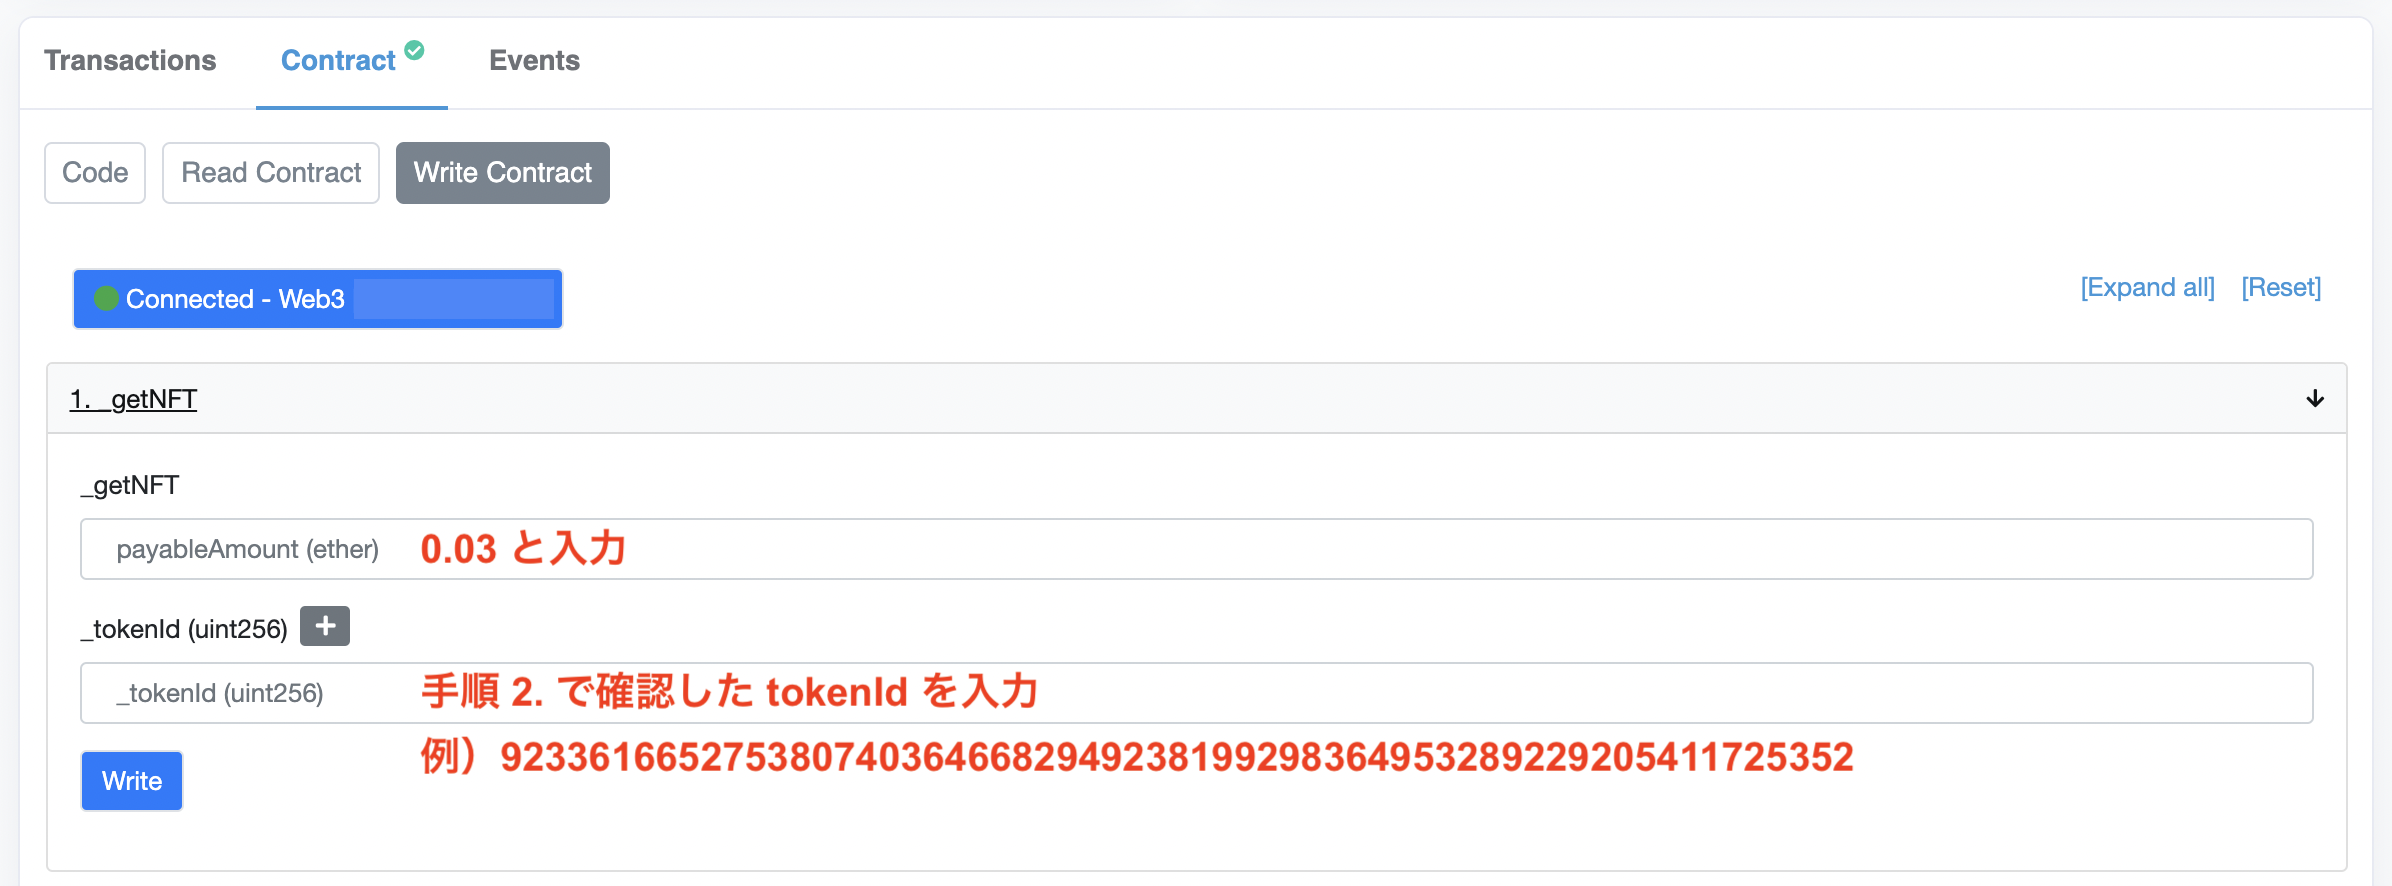 Transactions Contract Events
Code Read Contract Write Contract
Connected - Web3
[Expand all] [Reset]
1. _getNFT
_getNFT
payableAmount (ether) 0.03 と入力
_tokenId (uint256)
_tokenId (uint256) 手順 2. で確認した tokenId を入力
例）92336166527538074036466829492381992983649532892292054117253​52
Write